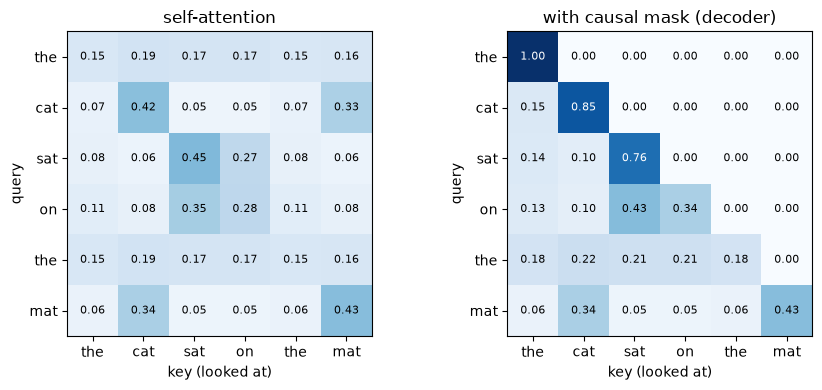 self-attention
the 0.15 0.19 0.17 0.17 0.15 0.16
cat 0.07 0.42 0.05 0.05 0.07 0.33
sat 0.08 0.06 0.45 0.27 0.08 0.06
on 0.11 0.08 0.35 0.28 0.11 0.08
the 0.15 0.19 0.17 0.17 0.15 0.16
mat 0.06 0.34 0.05 0.05 0.06 0.43
the cat sat on the mat
key (looked at)
query
with causal mask (decoder)
the 1.00 0.00 0.00 0.00 0.00 0.00
cat 0.15 0.85 0.00 0.00 0.00 0.00
sat 0.14 0.10 0.76 0.00 0.00 0.00
on 0.13 0.10 0.43 0.34 0.00 0.00
the 0.18 0.22 0.21 0.21 0.18 0.00
mat 0.06 0.34 0.05 0.05 0.06 0.43
the cat sat on the mat
key (looked at)
query